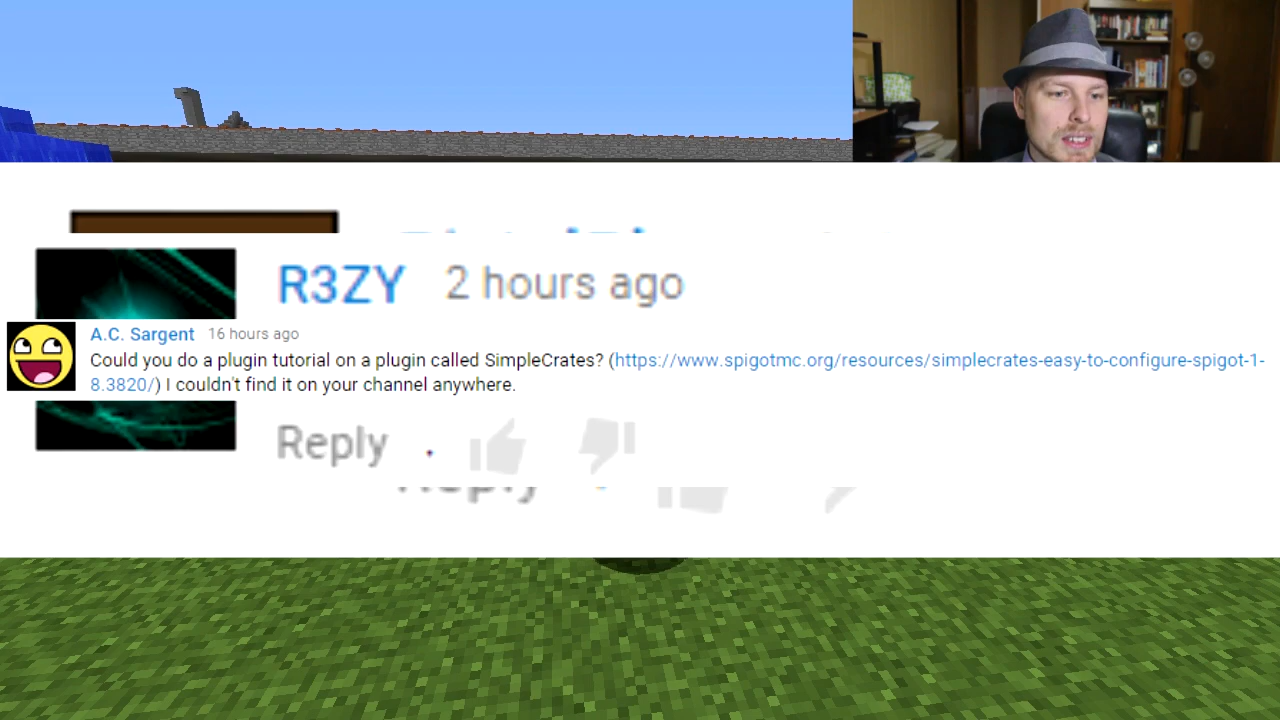 R3ZY 2 hours ago
A.C. Sargent 16 hours ago
Could you do a plugin tutorial on a plugin called SimpleCrates? (https://www.spigotmc.org/resources/simplecrates-easy-to-configure-spigot-1-
8.3820/) I couldn't find it on your channel anywhere.
Reply